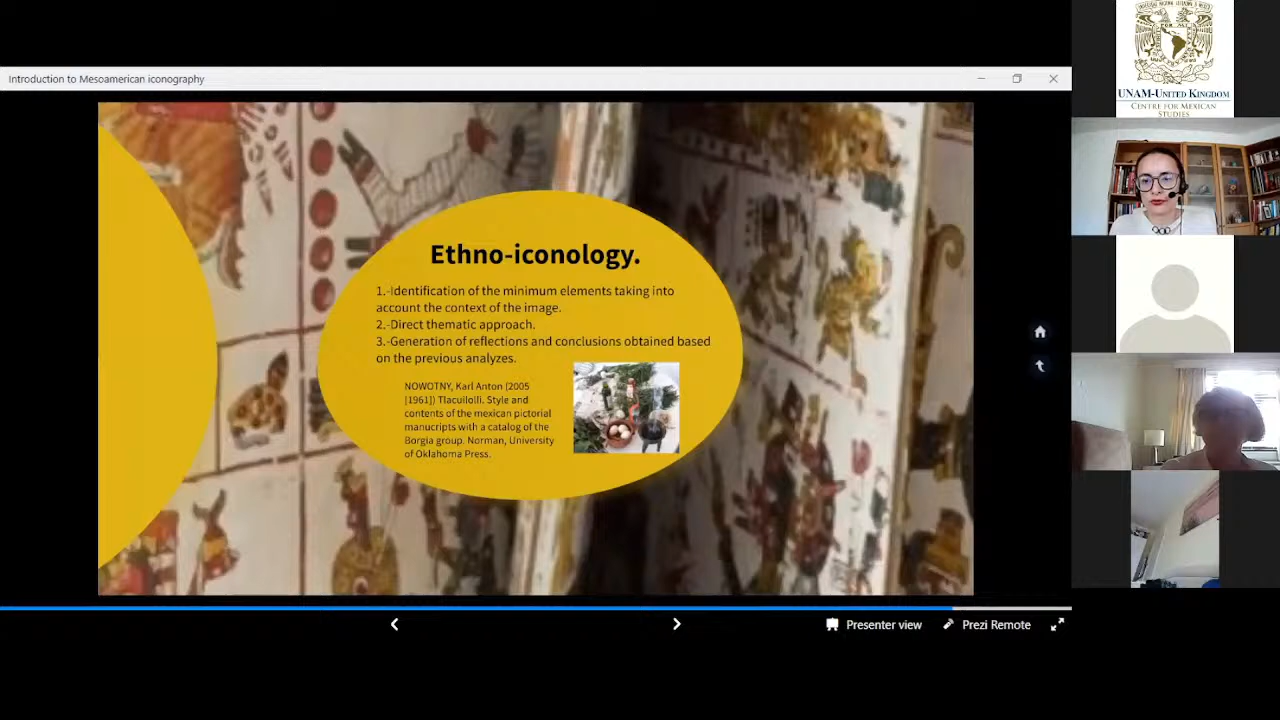 Introduction to Mesoamerican iconography
Ethno-iconology.
1.-Identification of the minimum elements taking into
account the context of the image.
2.-Direct thematic approach.
3.-Generation of reflections and conclusions obtained based
on the previous analyzes.
NOWOTNY, Karl Anton (2005
[1961]) Tlacuilolli. Style and
contents of the mexican pictorial
manucripts with a catalog of the
Borgia group. Norman, University
of Oklahoma Press.
Presenter view
Prezi Remote
UNAM-UNITED KINGDOM
CENTRE FOR MEXICAN
STUDIES